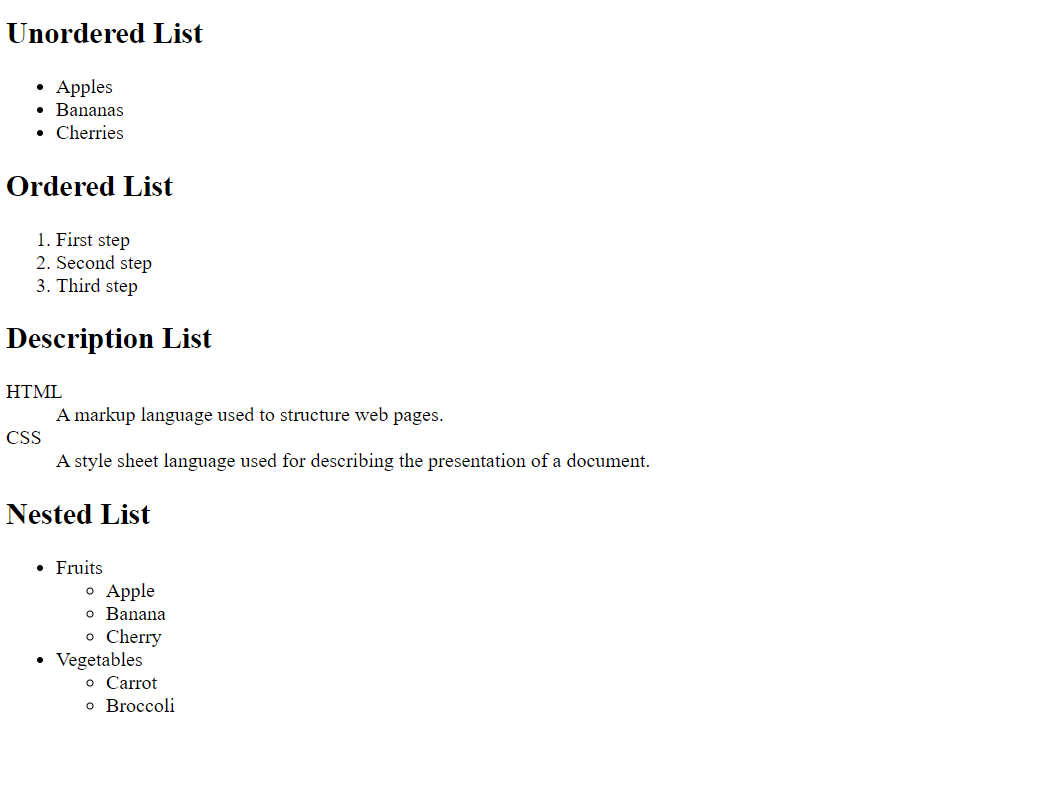 Unordered List
• Apples
• Bananas
• Cherries
Ordered List
1. First step
2. Second step
3. Third step
Description List
HTML
A markup language used to structure web pages.
CSS
A style sheet language used for describing the presentation of a document.
Nested List
• Fruits
◦ Apple
◦ Banana
◦ Cherry
• Vegetables
◦ Carrot
◦ Broccoli